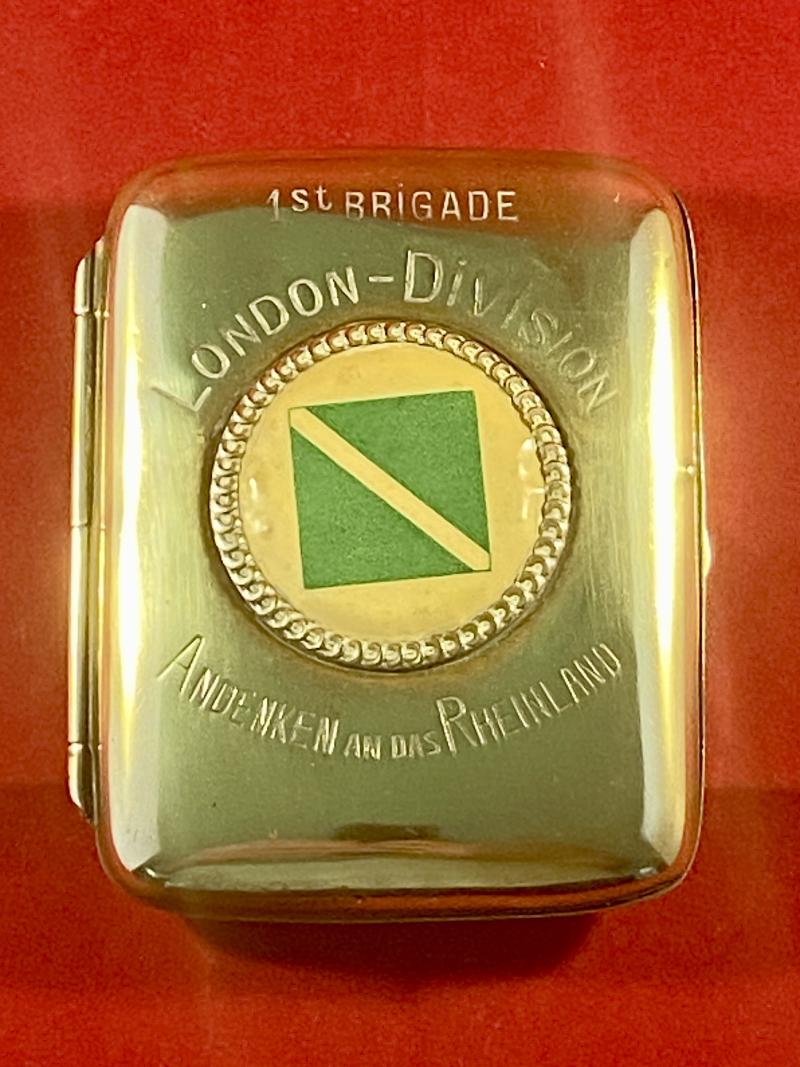 1st BRiGADE
LONDON-DiViSiON
ANDENKEN AN DAS RHEINLAND